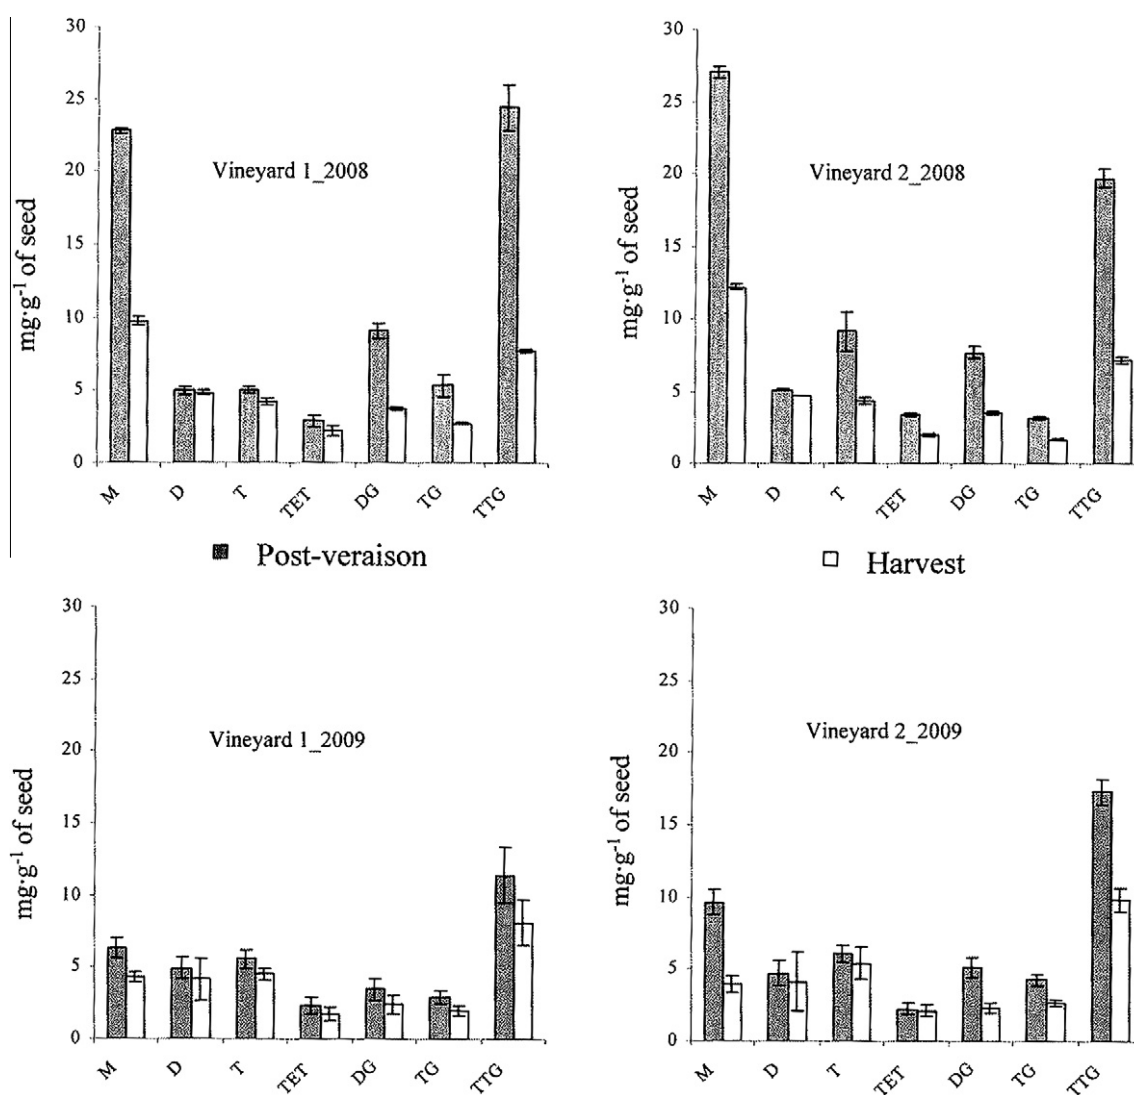 30
25
20
15
10
5
0
mg·g-1 of seed
Vineyard 1_2008
M
D
T
TET
DG
TG
TTG
30
25
20
15
10
5
0
mg·g-1 of seed
Vineyard 2_2008
M
D
T
TET
DG
TG
TTG
Post-veraison
Harvest
30
25
20
15
10
5
0
mg·g-1 of seed
Vineyard 1_2009
M
D
T
TET
DG
TG
TTG
30
25
20
15
10
5
0
mg·g-1 of seed
Vineyard 2_2009
M
D
T
TET
DG
TG
TTG